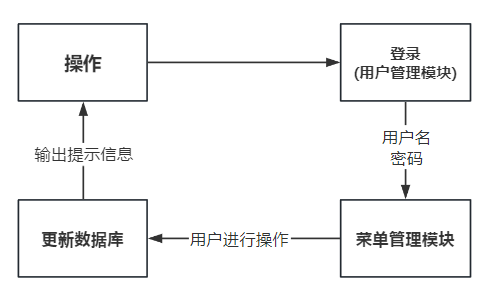 操作
登录
(用户管理模块)
用户名
密码
输出提示信息
更新数据库
用户进行操作
菜单管理模块